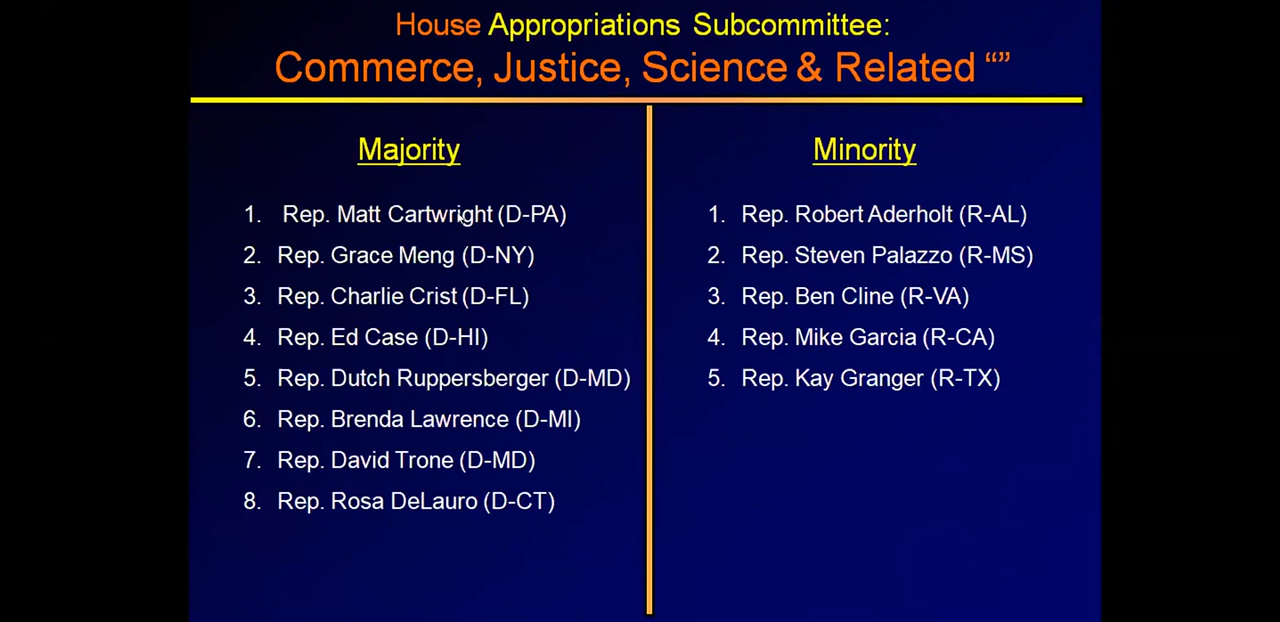 House Appropriations Subcommittee:
Commerce, Justice, Science & Related “”
Majority
1. Rep. Matt Cartwright (D-PA)
2. Rep. Grace Meng (D-NY)
3. Rep. Charlie Crist (D-FL)
4. Rep. Ed Case (D-HI)
5. Rep. Dutch Ruppersberger (D-MD)
6. Rep. Brenda Lawrence (D-MI)
7. Rep. David Trone (D-MD)
8. Rep. Rosa DeLauro (D-CT)
Minority
1. Rep. Robert Aderholt (R-AL)
2. Rep. Steven Palazzo (R-MS)
3. Rep. Ben Cline (R-VA)
4. Rep. Mike Garcia (R-CA)
5. Rep. Kay Granger (R-TX)